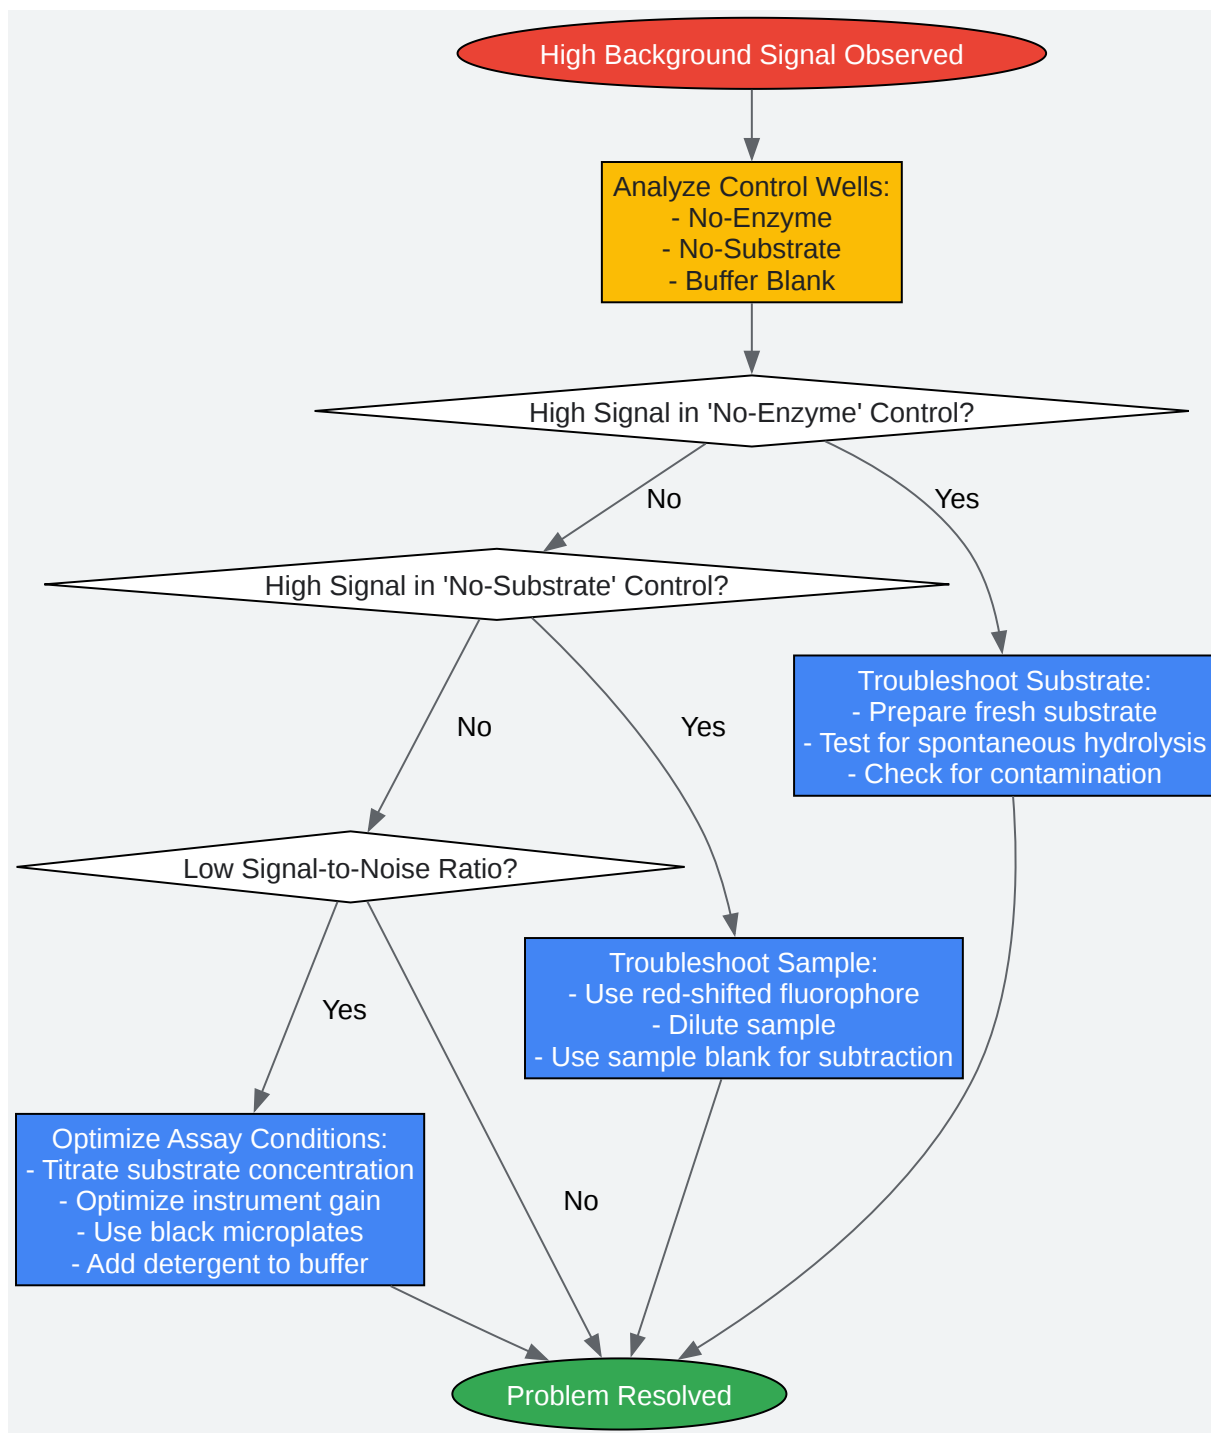 High Background Signal Observed
Analyze Control Wells:
- No-Enzyme
- No-Substrate
- Buffer Blank
High Signal in 'No-Enzyme' Control?
No
Yes
High Signal in 'No-Substrate' Control?
Troubleshoot Substrate:
- Prepare fresh substrate
- Test for spontaneous hydrolysis
- Check for contamination
No
Yes
Low Signal-to-Noise Ratio?
Troubleshoot Sample:
- Use red-shifted fluorophore
- Dilute sample
- Use sample blank for subtraction
Yes
No
Optimize Assay Conditions:
- Titrate substrate concentration
- Optimize instrument gain
- Use black microplates
- Add detergent to buffer
Problem Resolved